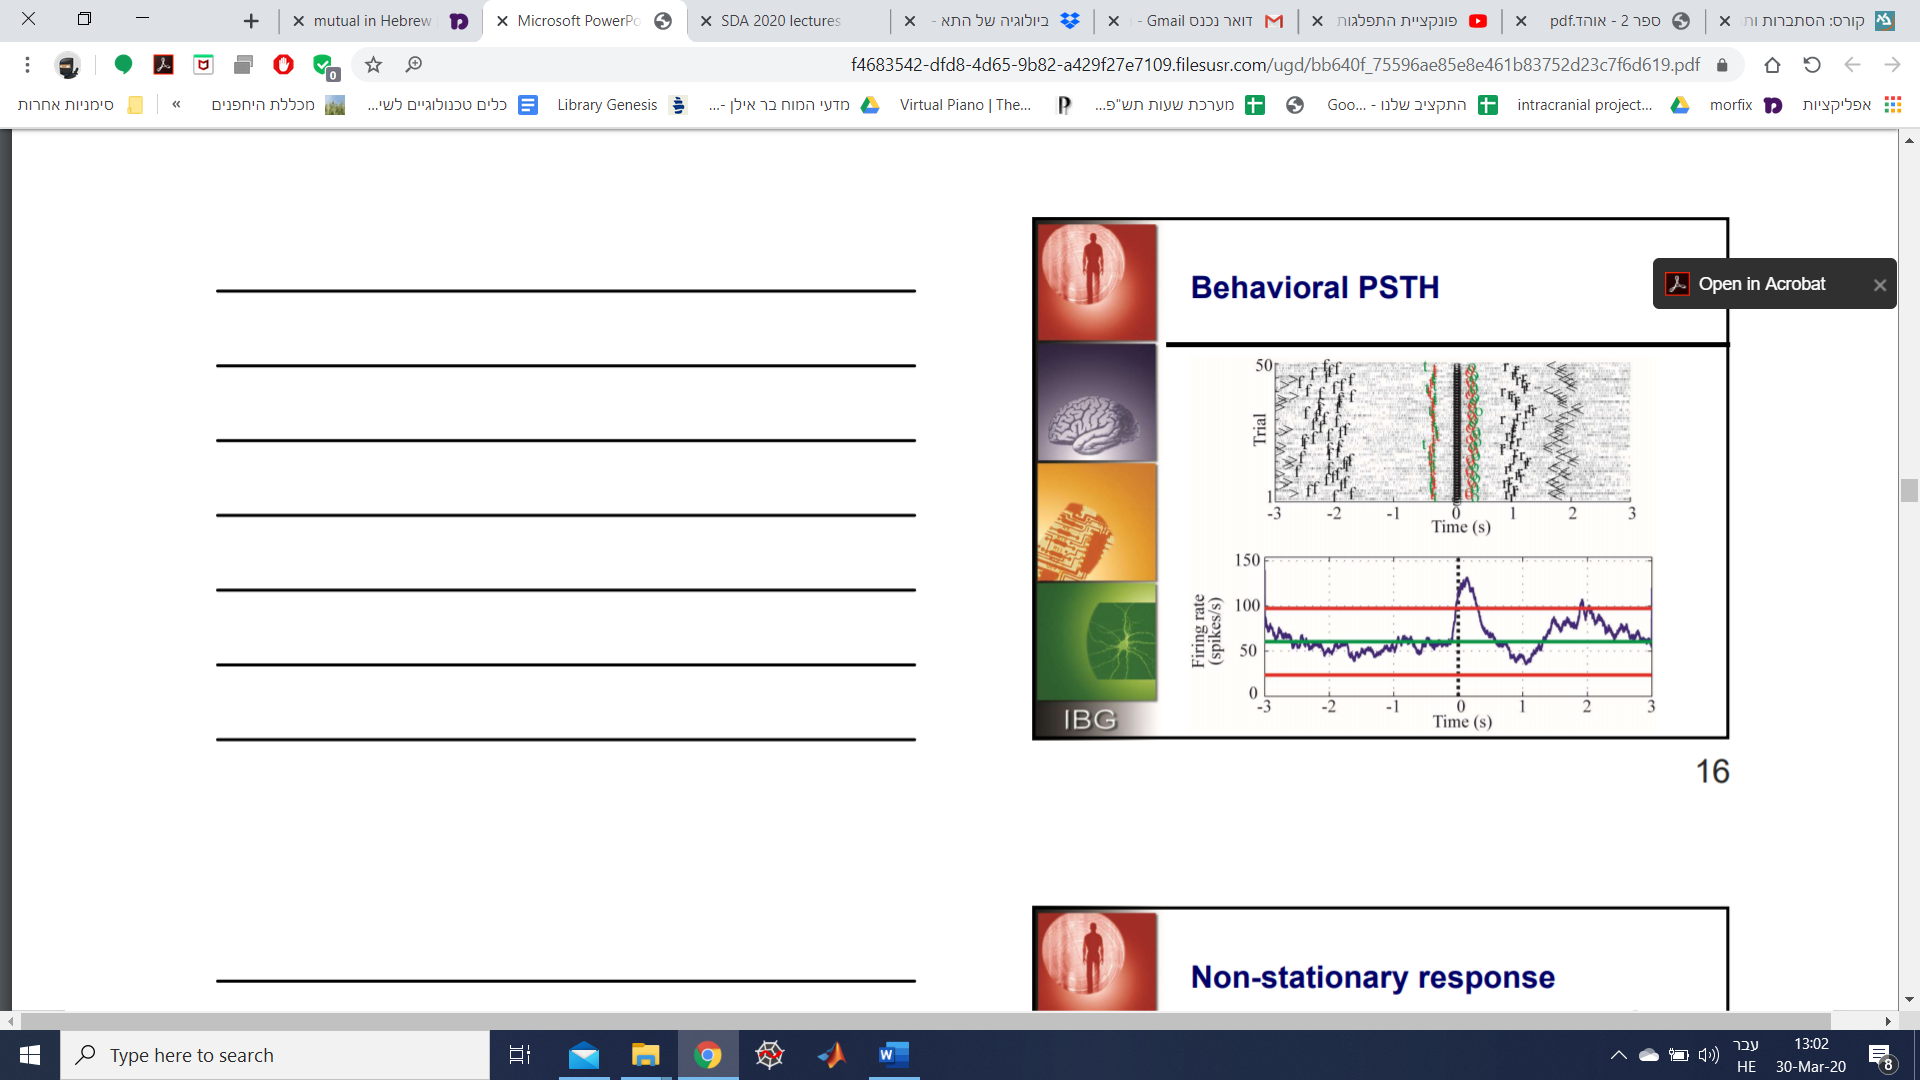 mutual in Hebrew
Microsoft PowerPo
SDA 2020 lectures
ביולוגיה של התא -
דואר נכנס - Gmail
פונקציית התפלגות
ספר 2 - אוהד.pdf
קורס: הסתברות ות
f4683542-dfd8-4d65-9b82-a429f27e7109.filesusr.com/ugd/bb640f_75596ae85e8e461b83752d23c7f6d619.pdf
0
סימניות אחרות
«
מכללת היחפנים
כלים טכנולוגיים לשי...
Library Genesis
מדעי המוח בר אילן -...
Virtual Piano | The...
מערכת שעות תש"פ...
התקציב שלנו - Goo...
intracranial project...
morfix
אפליקציות
Open in Acrobat
Behavioral PSTH
Trial
50
1
-3 -2 -1 0 1 2 3
Time (s)
Firing rate
(spikes/s)
150
100
50
0
-3 -2 -1 0 1 2 3
Time (s)
IBG
16
Non-stationary response
Type here to search
עבר
HE
13:02
30-Mar-20
8